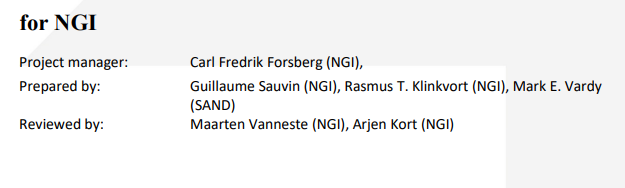 for NGI
Project manager: Carl Fredrik Forsberg (NGI),
Prepared by: Guillaume Sauvin (NGI), Rasmus T. Klinkvort (NGI), Mark E. Vardy
(SAND)
Reviewed by: Maarten Vanneste (NGI), Arjen Kort (NGI)